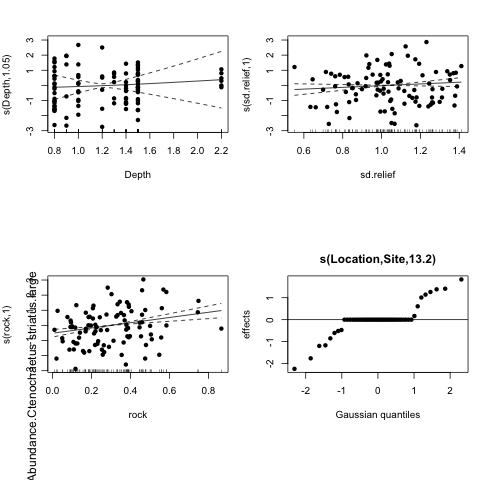 s(Depth,1.05)
3
1
-1
-3
0.8 1.0 1.2 1.4 1.6 1.8 2.0 2.2
Depth
s(sd.relief,1)
3
1
-1
-3
0.6 0.8 1.0 1.2 1.4
sd.relief
s(rock,1)
Abundance.Ctenochaetus striatus.large
0.0 0.2 0.4 0.6 0.8
rock
s(Location,Site,13.2)
effects
1
0
-1
-2
-2 -1 0 1 2
Gaussian quantiles